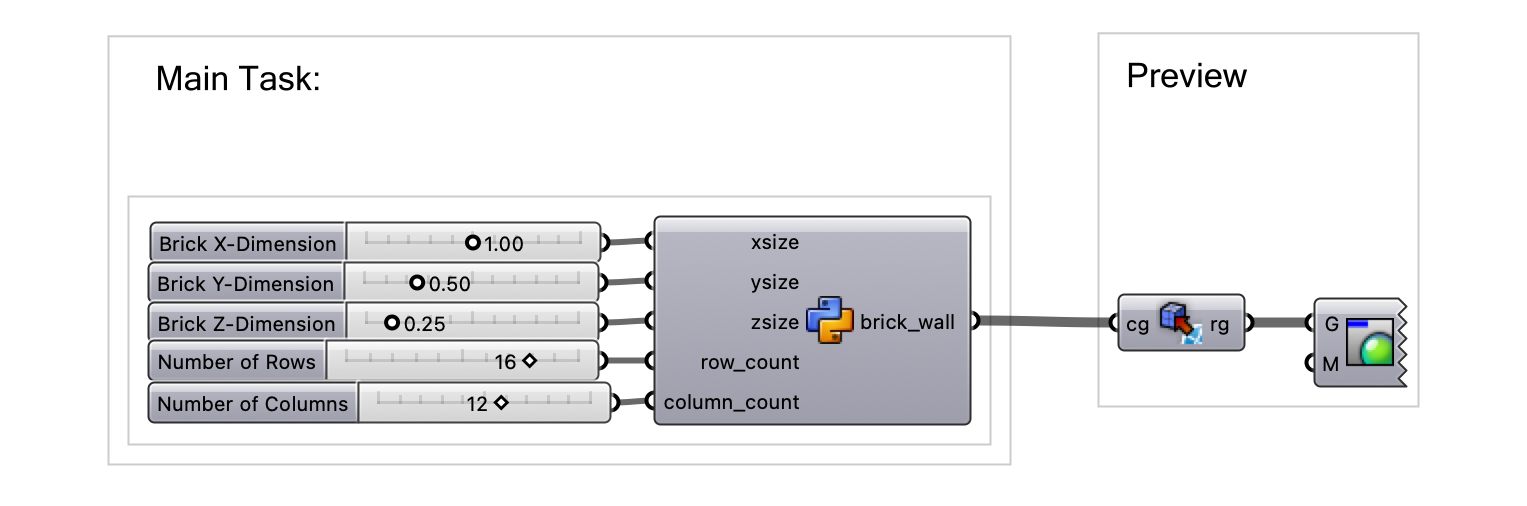 Main Task:
Preview
Brick X-Dimension 1.00
Brick Y-Dimension 0.50
Brick Z-Dimension 0.25
Number of Rows 16
Number of Columns 12
xsize
ysize
zsize
row_count
column_count
brick_wall
cg rg
G
M